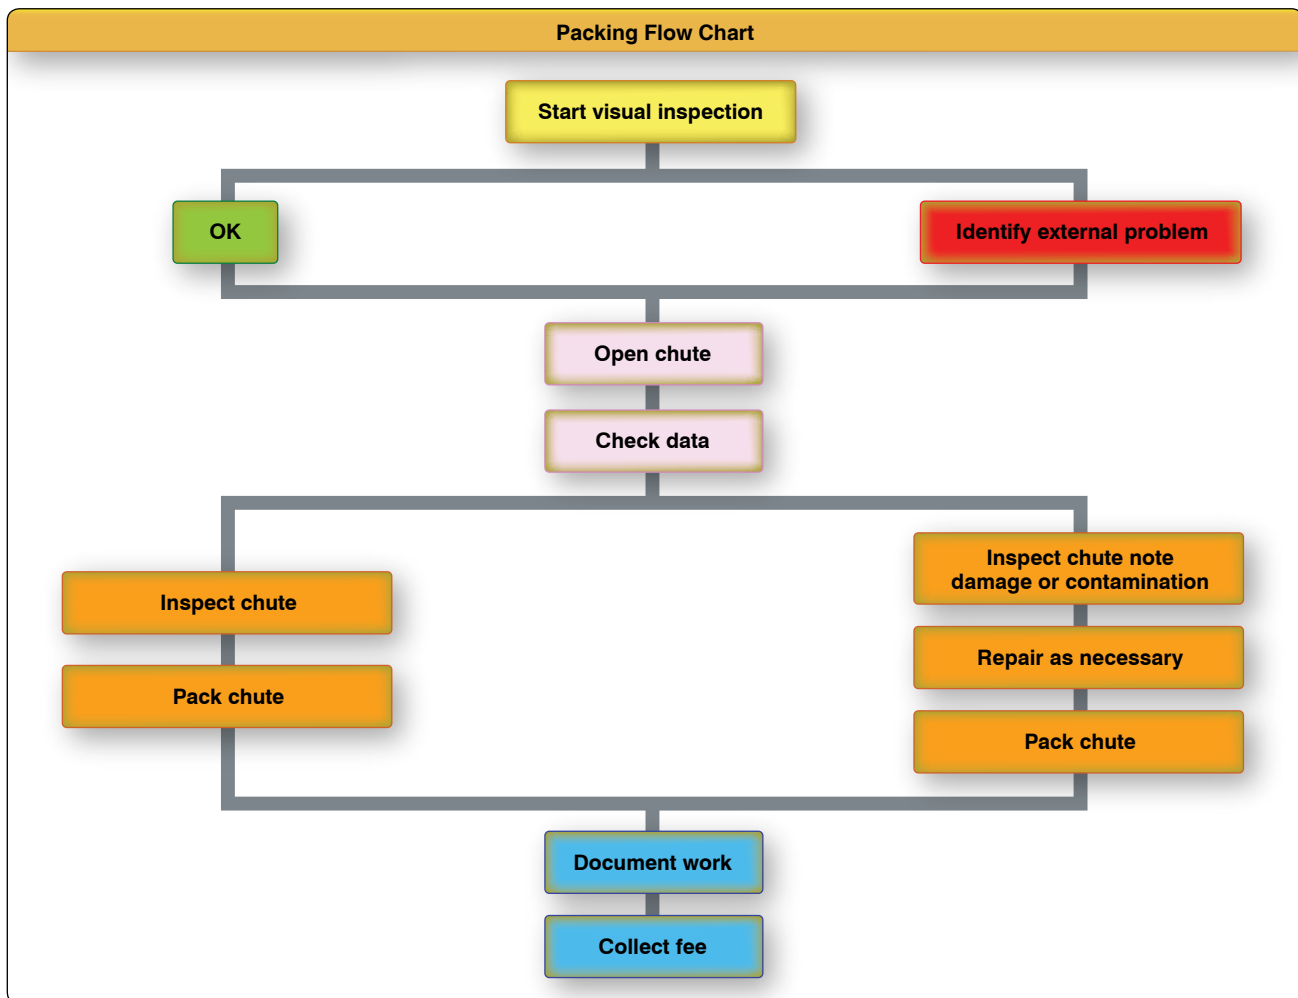 Packing Flow Chart
Start visual inspection
OK
Identify external problem
Open chute
Check data
Inspect chute
Pack chute
Inspect chute note
damage or contamination
Repair as necessary
Pack chute
Document work
Collect fee